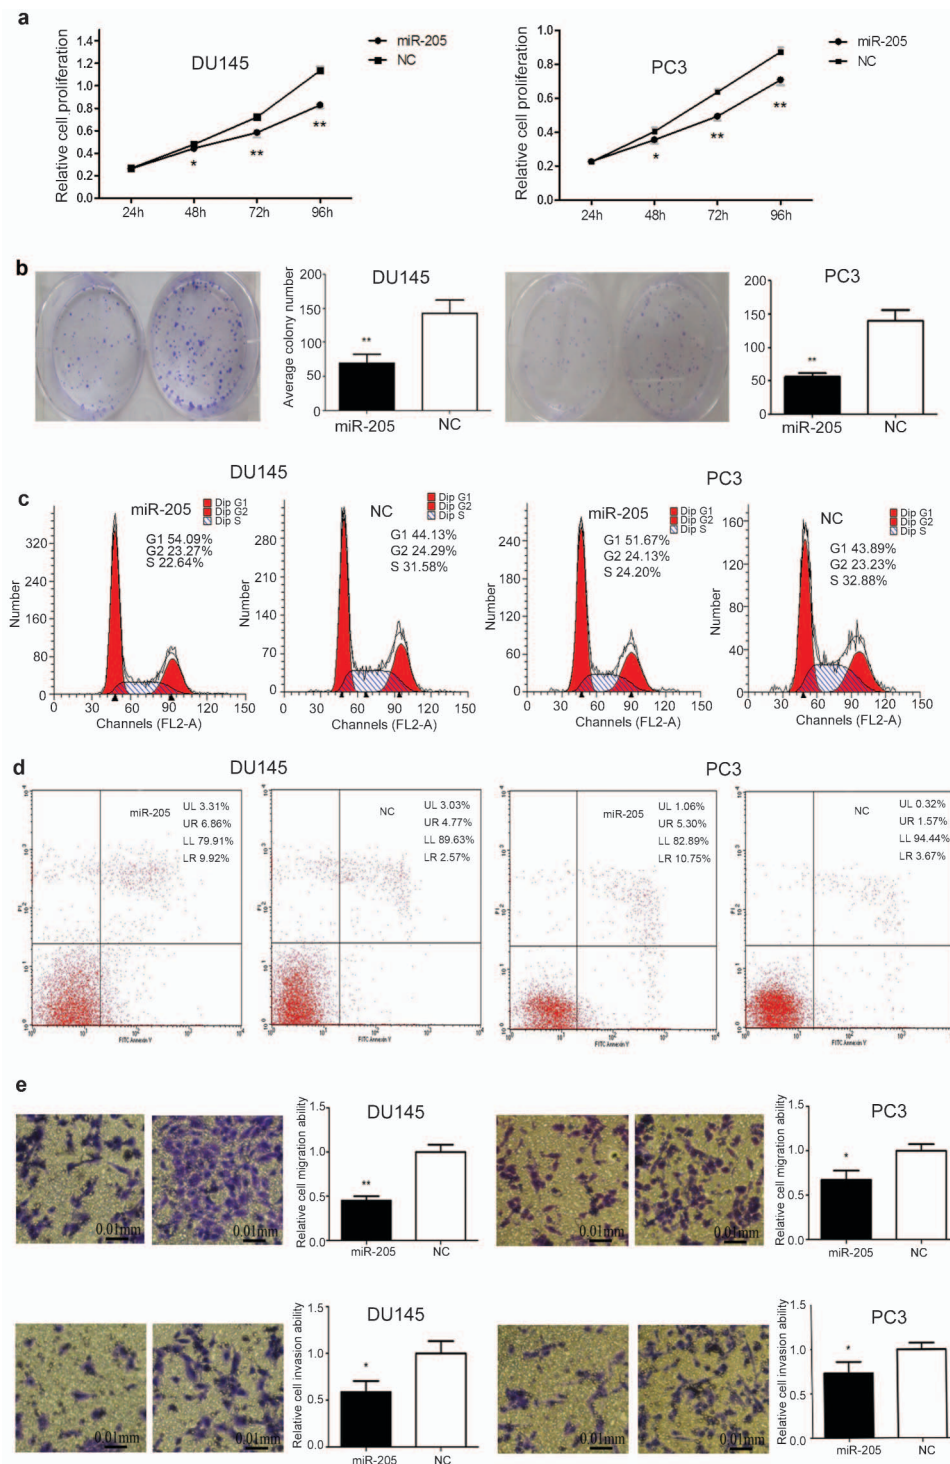 a
DU145
miR-205
NC
Relative cell proliferation
1.4
1.2
1.0
0.8
0.6
0.4
0.2
0.0
*
**
**
24h 48h 72h 96h
PC3
miR-205
NC
Relative cell proliferation
1.0
0.8
0.6
0.4
0.2
0.0
*
**
**
24h 48h 72h 96h
b
DU145
Average colony number
200
150
100
50
0
**
miR-205 NC
PC3
200
150
100
50
0
**
miR-205 NC
c
DU145
PC3
miR-205
Dip G1
Dip G2
Dip S
G1 54.09%
G2 23.27%
S 22.64%
Number
320
240
160
80
0
0 30 60 90 120 150
Channels (FL2-A)
NC
Dip G1
Dip G2
Dip S
G1 44.13%
G2 24.29%
S 31.58%
Number
280
210
140
70
0
0 30 60 90 120 150
Channels (FL2-A)
miR-205
Dip G1
Dip G2
Dip S
G1 51.67%
G2 24.13%
S 24.20%
Number
240
180
120
60
0
0 30 60 90 120 150
Channels (FL2-A)
NC
Dip G1
Dip G2
Dip S
G1 43.89%
G2 23.23%
S 32.88%
Number
160
120
80
40
0
0 30 60 90 120 150
Channels (FL2-A)
d
DU145
PC3
miR-205
UL 3.31%
UR 6.86%
LL 79.91%
LR 9.92%
FITC Annexin V
NC
UL 3.03%
UR 4.77%
LL 89.63%
LR 2.57%
FITC Annexin V
miR-205
UL 1.06%
UR 5.30%
LL 82.89%
LR 10.75%
FITC Annexin V
NC
UL 0.32%
UR 1.57%
LL 94.44%
LR 3.67%
FITC Annexin V
e
0.01mm
0.01mm
DU145
Relative cell migration ability
1.5
1.0
0.5
0.0
**
miR-205 NC
0.01mm
0.01mm
PC3
Relative cell migration ability
1.5
1.0
0.5
0.0
*
miR-205 NC
0.01mm
0.01mm
DU145
Relative cell invasion ability
1.5
1.0
0.5
0.0
*
miR-205 NC
0.01mm
0.01mm
PC3
Relative cell invasion ability
1.5
1.0
0.5
0.0
*
miR-205 NC